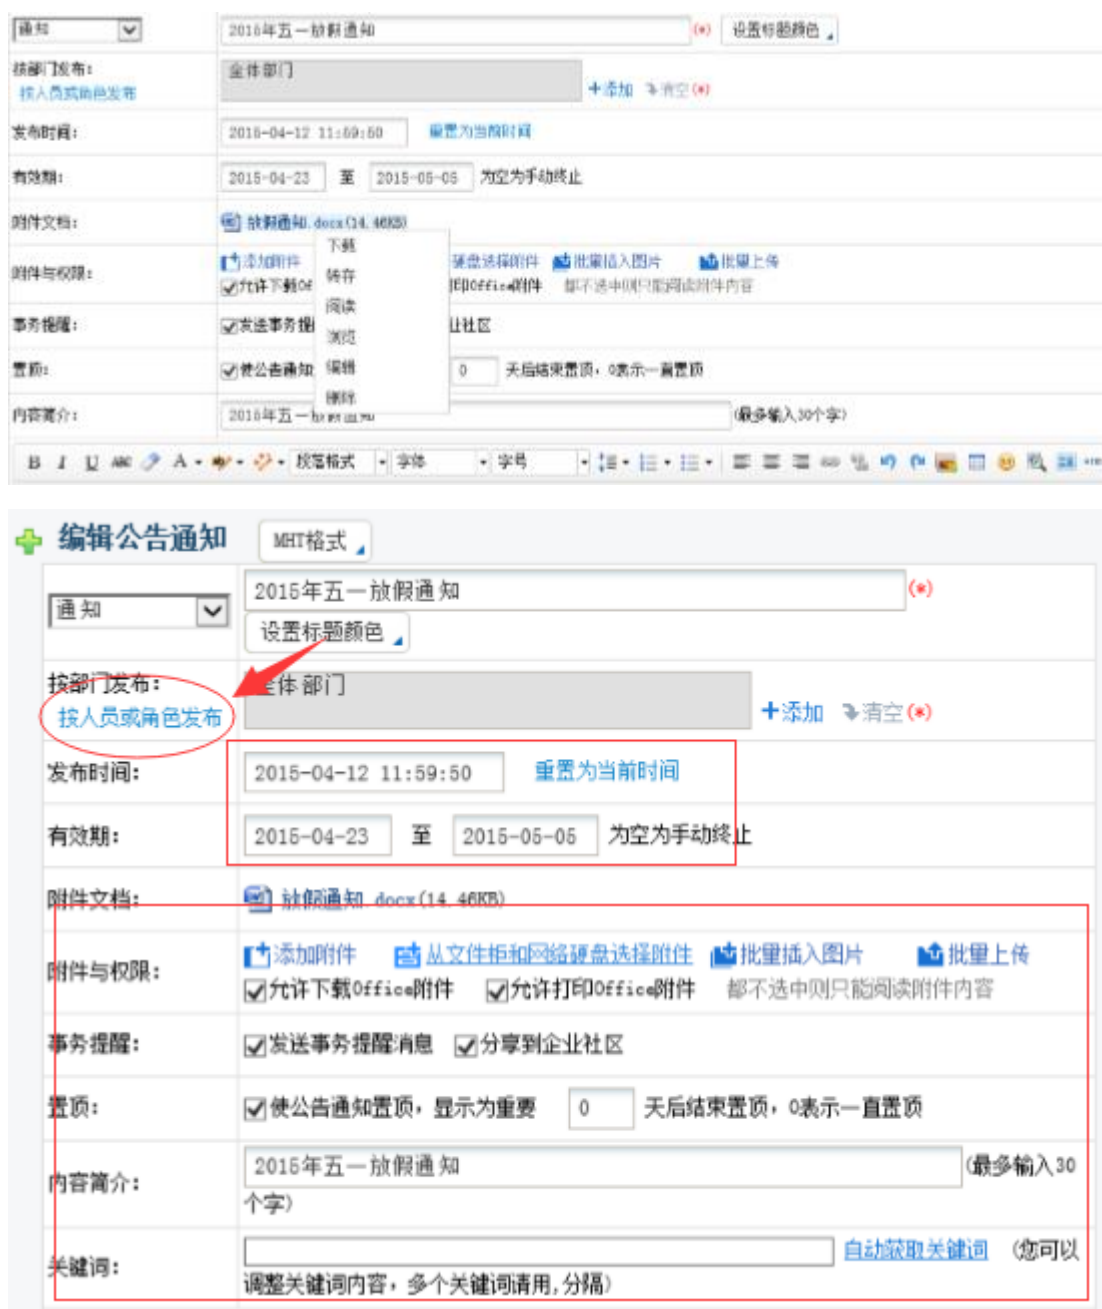 通知 2015年五一放假通知 (*) 设置标题颜色
按部门发布: 全体部门
按人员或角色发布 +添加 清空(*)
发布时间: 2015-04-12 11:59:50 重置为当前时间
有效期: 2015-04-23 至 2015-05-05 为空为手动终止
附件文档: 放假通知.docx(14.46KB)
下载
添加附件 硬盘选择附件 批量插入图片 批量上传
附件与权限: 转存
允许下载Of 印Office附件 都不选中则只能阅读附件内容
阅读
事务提醒: 发送事务提 业社区
浏览
置顶: 使公告通知 编辑 0 天后结束置顶，0表示一直置顶
删除
内容简介: 2015年五一放假通知 (最多输入30个字)
B I U ABC A 段落格式 字体 字号
编辑公告通知 MHT格式
通知 2015年五一放假通知 (*)
设置标题颜色
按部门发布: 全体部门
按人员或角色发布 +添加 清空(*)
发布时间: 2015-04-12 11:59:50 重置为当前时间
有效期: 2015-04-23 至 2015-05-05 为空为手动终止
附件文档: 放假通知.docx(14.46KB)
添加附件 从文件柜和网络硬盘选择附件 批量插入图片 批量上传
附件与权限:
允许下载Office附件 允许打印Office附件 都不选中则只能阅读附件内容
事务提醒: 发送事务提醒消息 分享到企业社区
置顶: 使公告通知置顶，显示为重要 0 天后结束置顶，0表示一直置顶
内容简介: 2015年五一放假通知 (最多输入30
个字)
关键词: 自动获取关键词 (您可以
调整关键词内容，多个关键词请用,分隔)